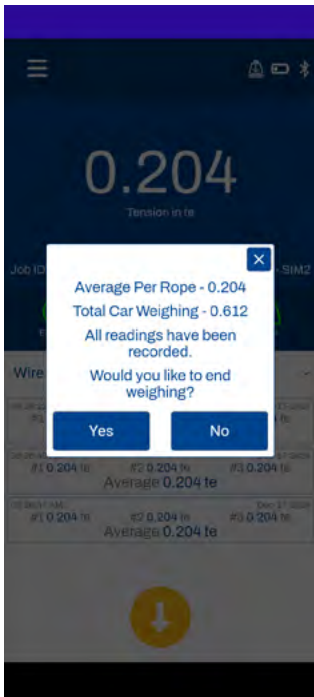 0.204
Tension in te
Job ID
- SIM2
Average Per Rope - 0.204
Total Car Weighing - 0.612
All readings have been
recorded.
Would you like to end
weighing?
Yes No
Wire
#1 0.204 te #2 0.204 te #3 0.204 te
Average 0.204 te
#1 0.204 te #2 0.204 te #3 0.204 te
Average 0.204 te